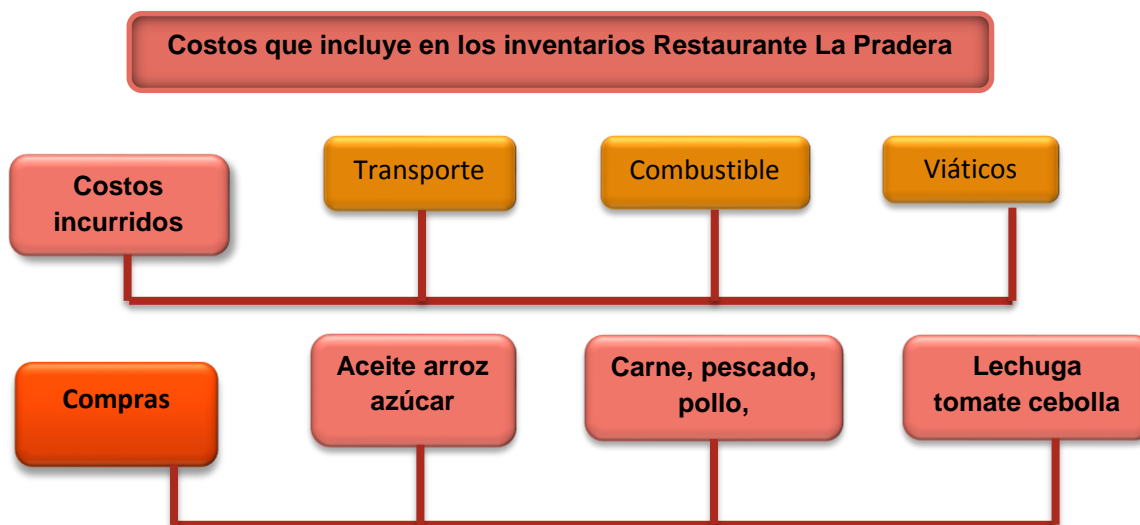 Costos que incluye en los inventarios Restaurante La Pradera
Costos
incurridos
Transporte
Combustible
Viáticos
Compras
Aceite arroz
azúcar
Carne, pescado,
pollo,
Lechuga
tomate cebolla